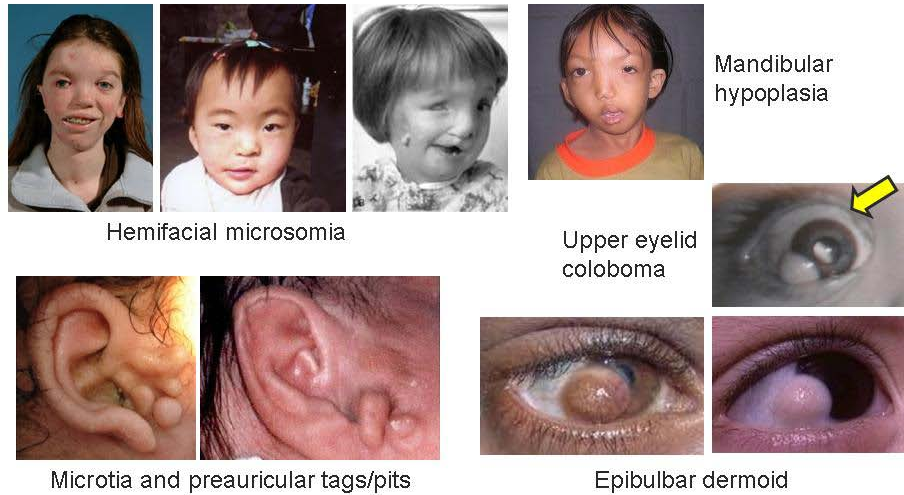 Mandibular
hypoplasia
Hemifacial microsomia
Upper eyelid
coloboma
Microtia and preauricular tags/pits
Epibulbar dermoid